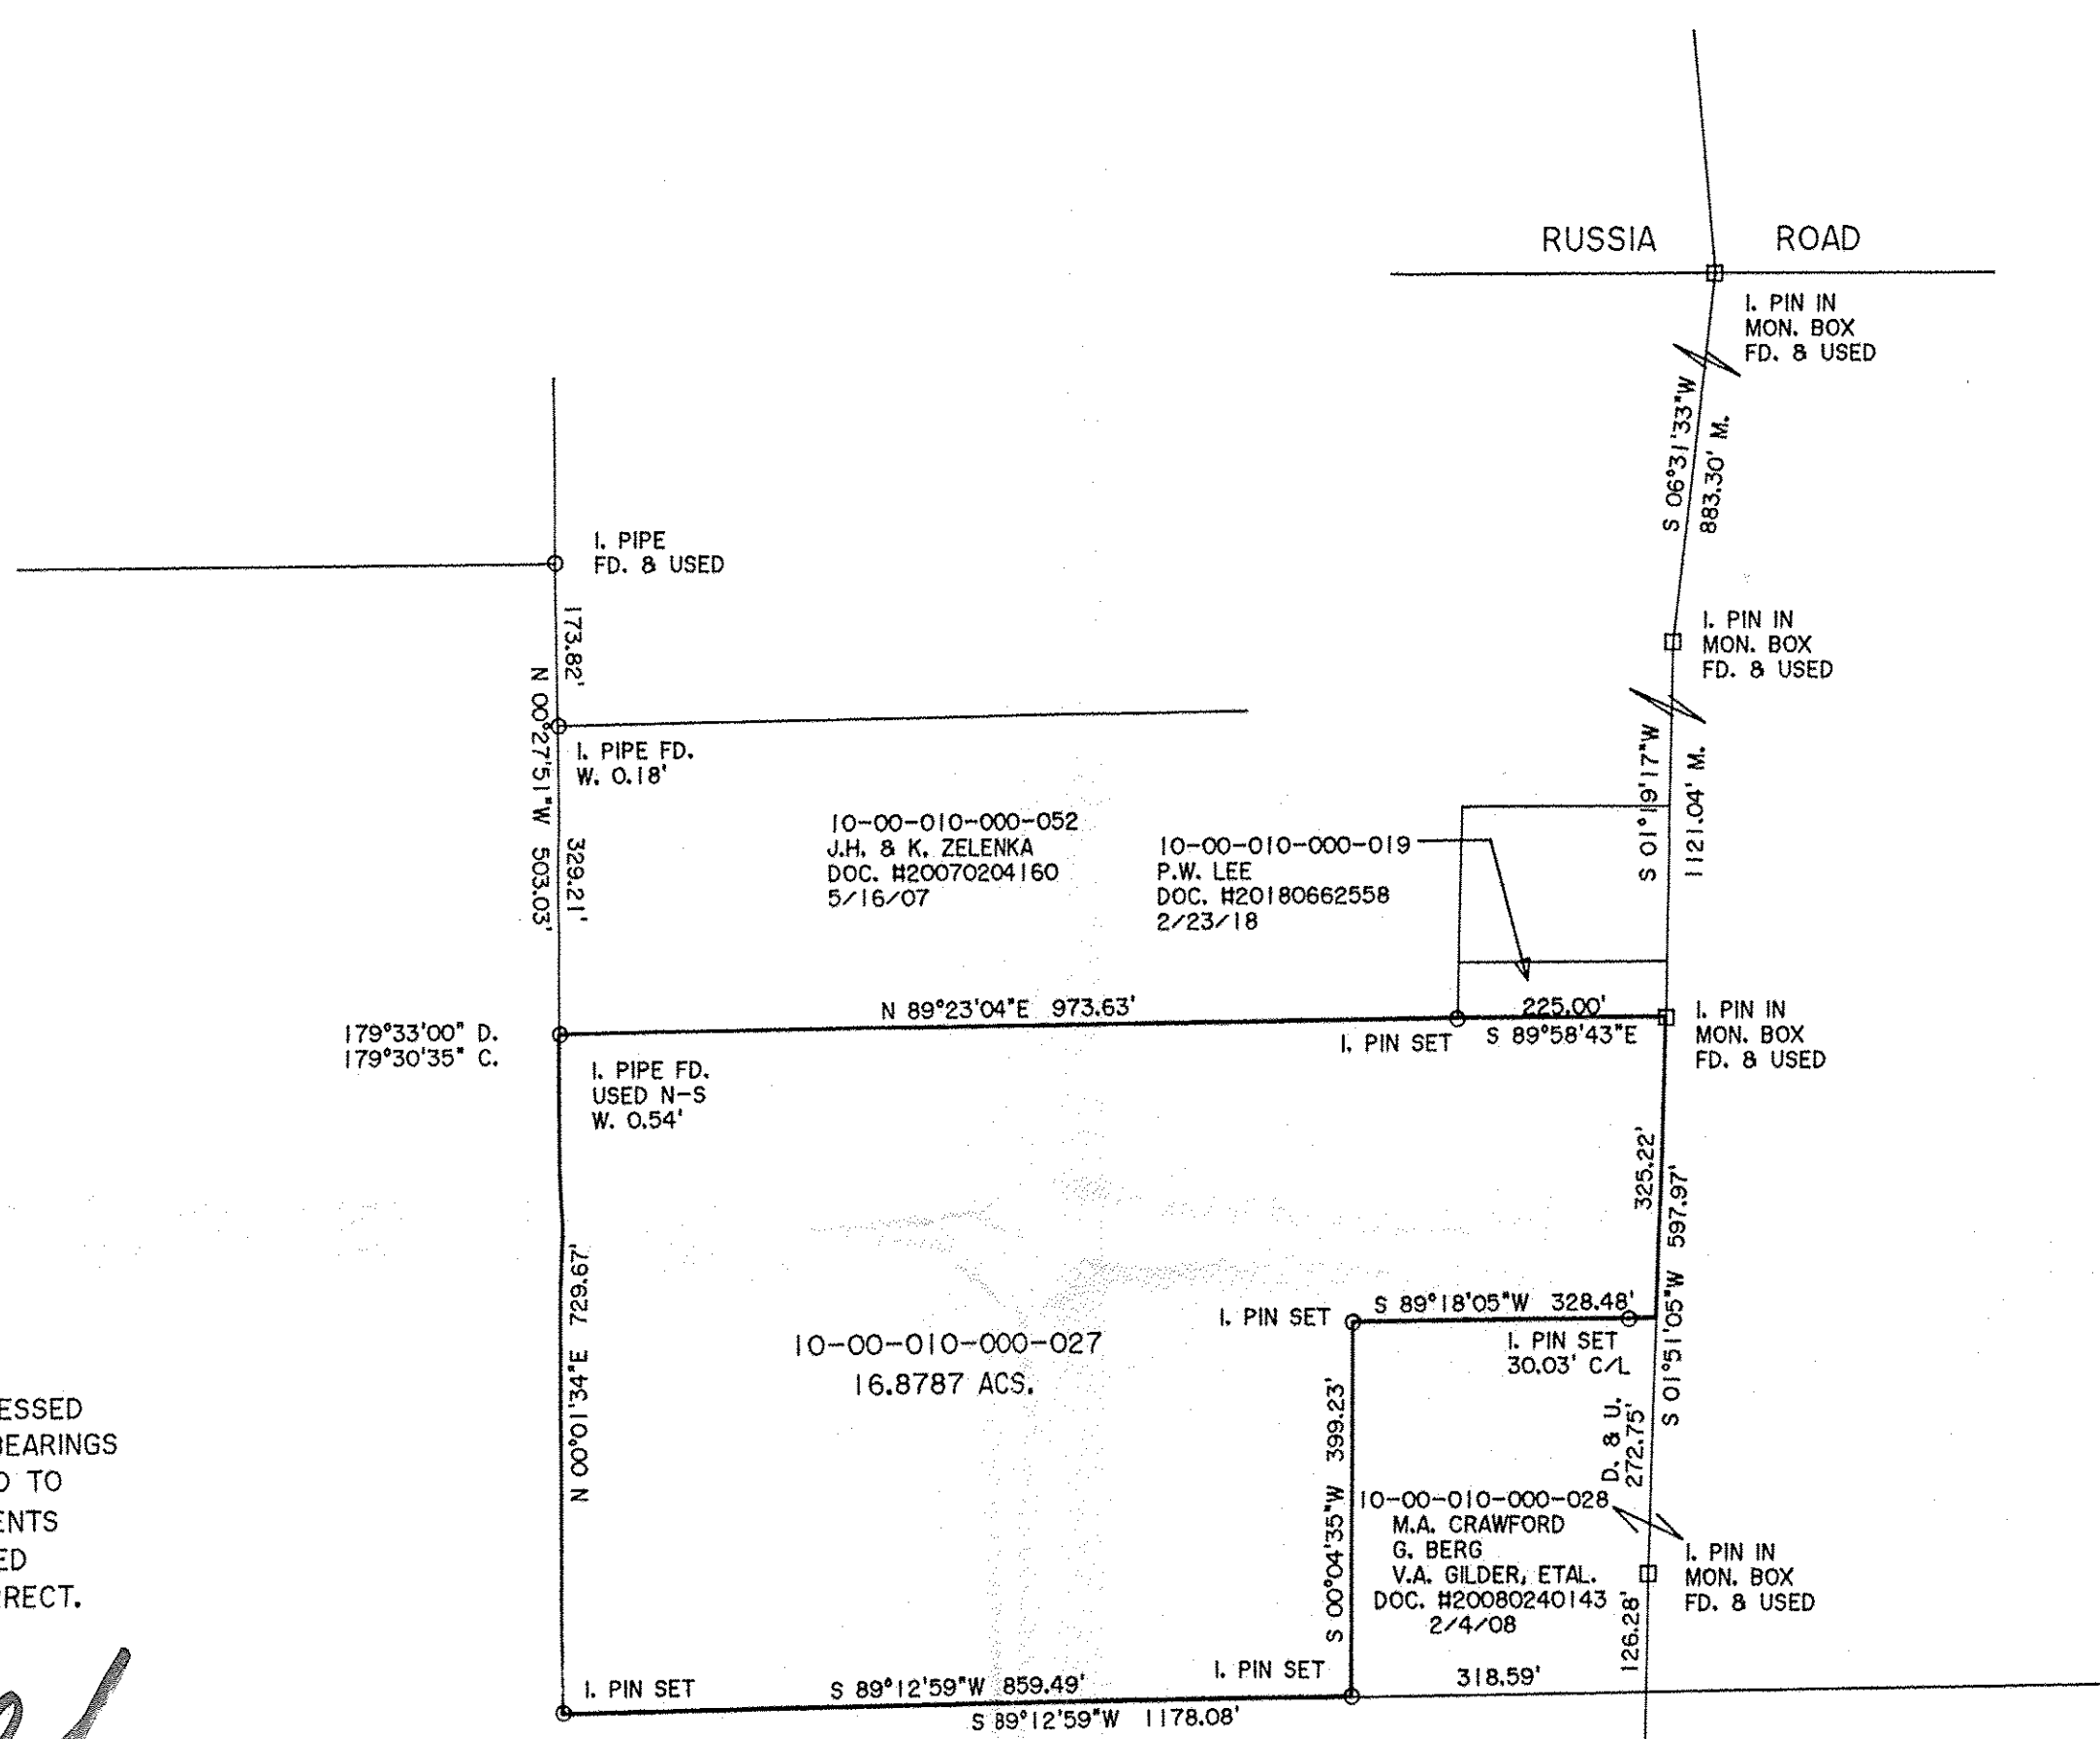 RUSSIA ROAD
I. PIN IN
MON. BOX
FD. & USED
S 06°31'33"W
883.30' M.
I. PIPE
FD. & USED
173.82'
I. PIN IN
MON. BOX
FD. & USED
N 00°27'51"W 503.03'
I. PIPE FD.
W. 0.18'
329.21'
S 01°19'17"W
1121.04' M.
10-00-010-000-052
J.H. & K. ZELENKA
DOC. #20070204160
5/16/07
10-00-010-000-019
P.W. LEE
DOC. #20180662558
2/23/18
N 89°23'04"E 973.63'
225.00'
S 89°58'43"E
I. PIN SET
I. PIN IN
MON. BOX
FD. & USED
179°33'00" D.
179°30'35" C.
I. PIPE FD.
USED N-S
W. 0.54'
325.22'
S 01°51'05"W 597.97'
N 00°01'34"E 729.67'
I. PIN SET
S 89°18'05"W 328.48'
I. PIN SET
30.03' C/L
10-00-010-000-027
16.8787 ACS.
D. & U.
272.75'
S 00°04'35"W 399.23'
10-00-010-000-028
M.A. CRAWFORD
G. BERG
V.A. GILDER, ETAL.
DOC. #20080240143
2/4/08
I. PIN IN
MON. BOX
FD. & USED
126.28'
I. PIN SET
318.59'
I. PIN SET
S 89°12'59"W 859.49'
S 89°12'59"W 1178.08'
ESSED
BEARINGS
TO
ENTS
ED
RRECT.